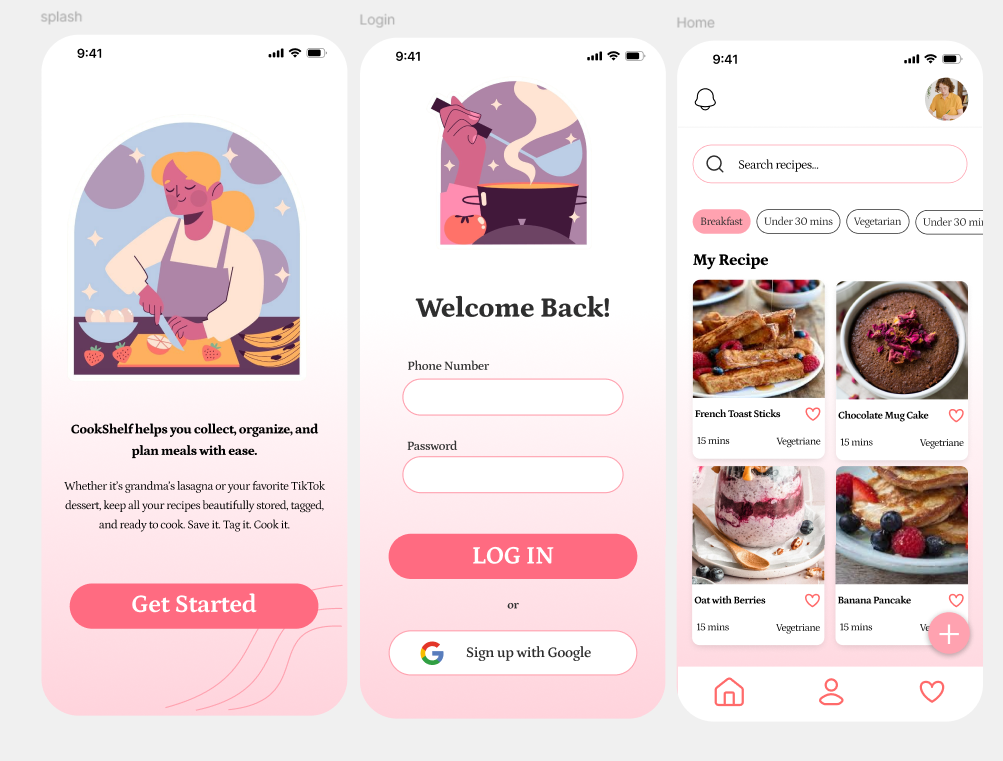 splash
9:41
CookShelf helps you collect, organize, and
plan meals with ease.
Whether it's grandma's lasagna or your favorite TikTok
dessert, keep all your recipes beautifully stored, tagged,
and ready to cook. Save it. Tag it. Cook it.
Get Started
Login
9:41
Welcome Back!
Phone Number
Password
LOG IN
or
Sign up with Google
Home
9:41
Search recipes...
Breakfast Under 30 mins Vegetarian Under 30 min
My Recipe
French Toast Sticks
15 mins Vegetriane
Chocolate Mug Cake
15 mins Vegetriane
Oat with Berries
15 mins Vegetriane
Banana Pancake
15 mins Ve